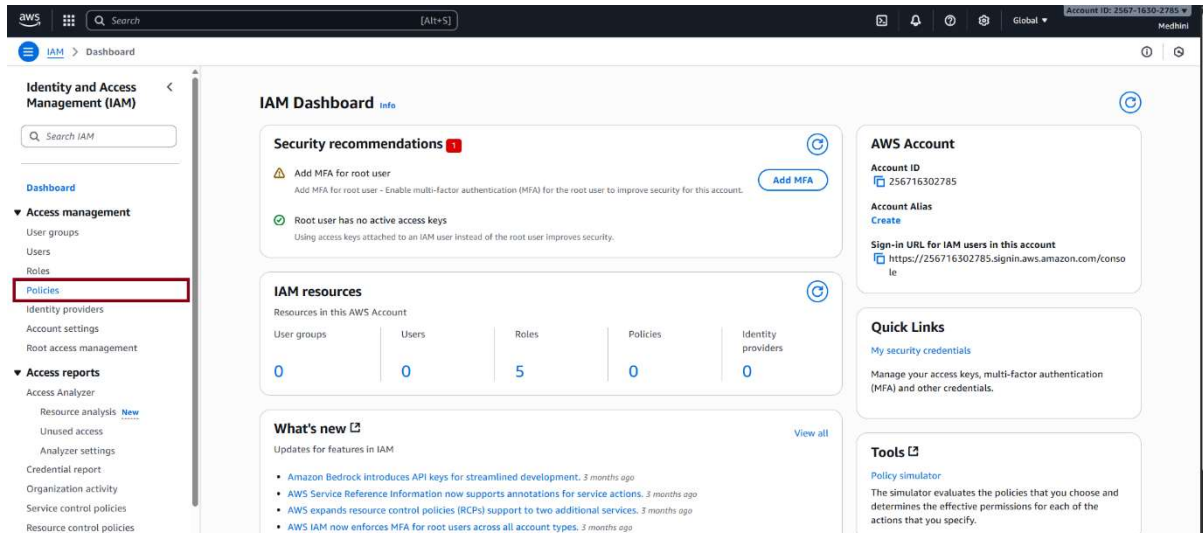 aws
Search
[Alt+S]
Global
Account ID: 2567-1630-2785
Medhini
IAM > Dashboard
Identity and Access
Management (IAM)
Search IAM
Dashboard
Access management
User groups
Users
Roles
Policies
Identity providers
Account settings
Root access management
Access reports
Access Analyzer
Resource analysis New
Unused access
Analyzer settings
Credential report
Organization activity
Service control policies
Resource control policies
IAM Dashboard Info
Security recommendations 1
Add MFA for root user
Add MFA for root user - Enable multi-factor authentication (MFA) for the root user to improve security for this account.
Add MFA
Root user has no active access keys
Using access keys attached to an IAM user instead of the root user improves security.
IAM resources
Resources in this AWS Account
User groups Users Roles Policies Identity
providers
0 0 5 0 0
What's new
View all
Updates for features in IAM
• Amazon Bedrock introduces API keys for streamlined development. 3 months ago
• AWS Service Reference Information now supports annotations for service actions. 3 months ago
• AWS expands resource control policies (RCPs) support to two additional services. 3 months ago
• AWS IAM now enforces MFA for root users across all account types. 3 months ago
AWS Account
Account ID
256716302785
Account Alias
Create
Sign-in URL for IAM users in this account
https://256716302785.signin.aws.amazon.com/conso
le
Quick Links
My security credentials
Manage your access keys, multi-factor authentication
(MFA) and other credentials.
Tools
Policy simulator
The simulator evaluates the policies that you choose and
determines the effective permissions for each of the
actions that you specify.